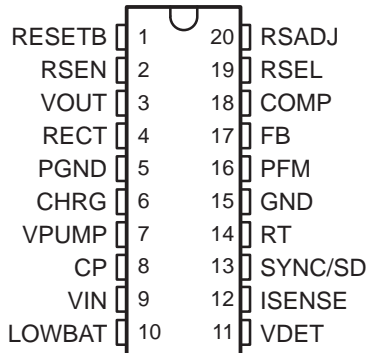 RESETB 1 20 RSADJ
RSEN 2 19 RSEL
VOUT 3 18 COMP
RECT 4 17 FB
PGND 5 16 PFM
CHRG 6 15 GND
VPUMP 7 14 RT
CP 8 13 SYNC/SD
VIN 9 12 ISENSE
LOWBAT 10 11 VDET